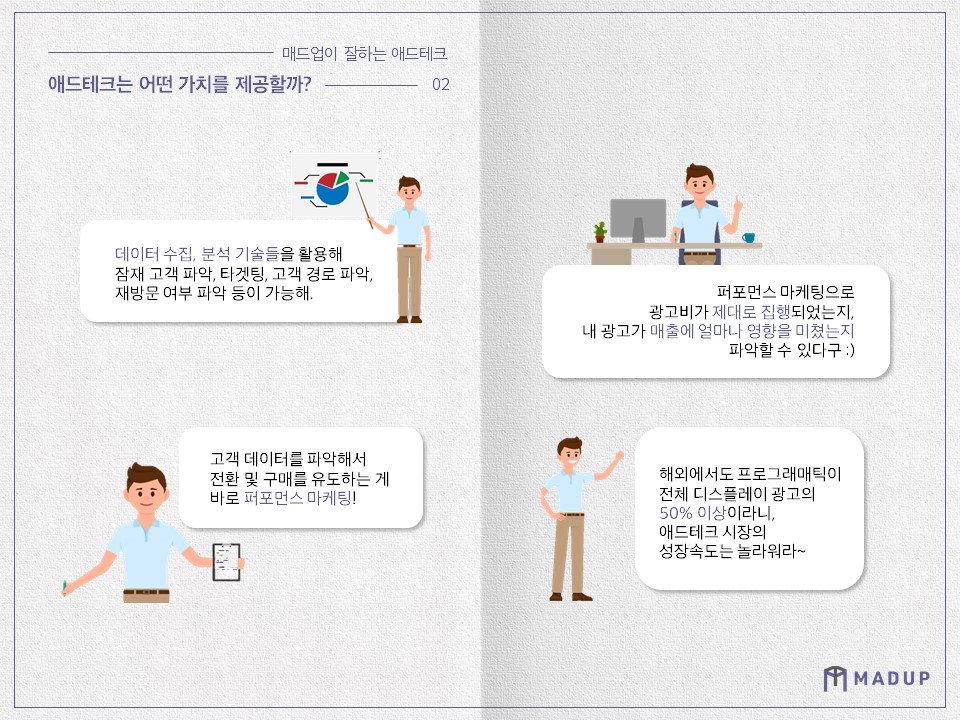 매드업이 잘하는 애드테크
애드테크는 어떤 가치를 제공할까?
02
데이터 수집, 분석 기술들을 활용해
잠재 고객 파악, 타겟팅, 고객 경로 파악,
재방문 여부 파악 등이 가능해.
고객 데이터를 파악해서
전환 및 구매를 유도하는 게
바로 퍼포먼스 마케팅!
퍼포먼스 마케팅으로
광고비가 제대로 집행되었는지,
내 광고가 매출에 얼마나 영향을 미쳤는지
파악할 수 있다구 :)
해외에서도 프로그래매틱이
전체 디스플레이 광고의
50% 이상이라니,
애드테크 시장의
성장속도는 놀라워라~
MADUP